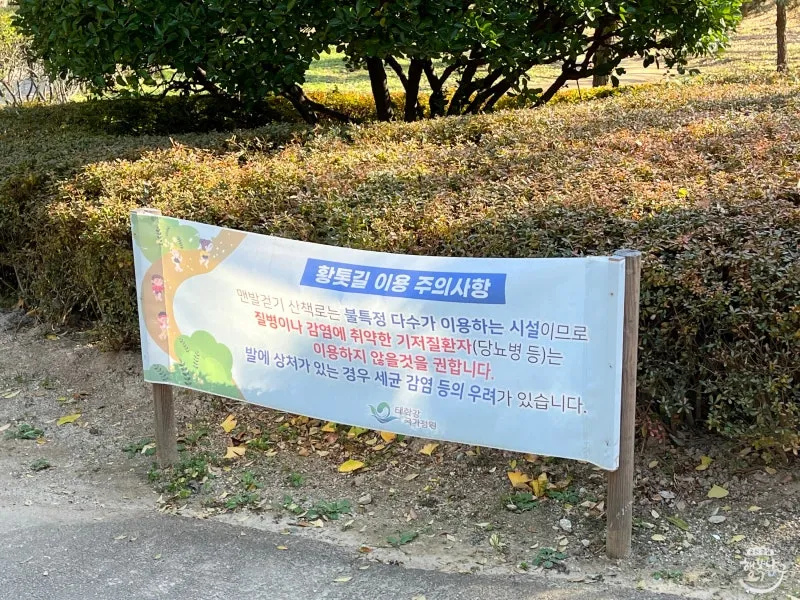 황톳길 이용 주의사항
맨발걷기 산책로는 불특정 다수가 이용하는 시설이므로
질병이나 감염에 취약한 기저질환자(당뇨병 등)는
이용하지 않을것을 권합니다.
발에 상처가 있는 경우 세균 감염 등의 우려가 있습니다.
태화강
국가정원